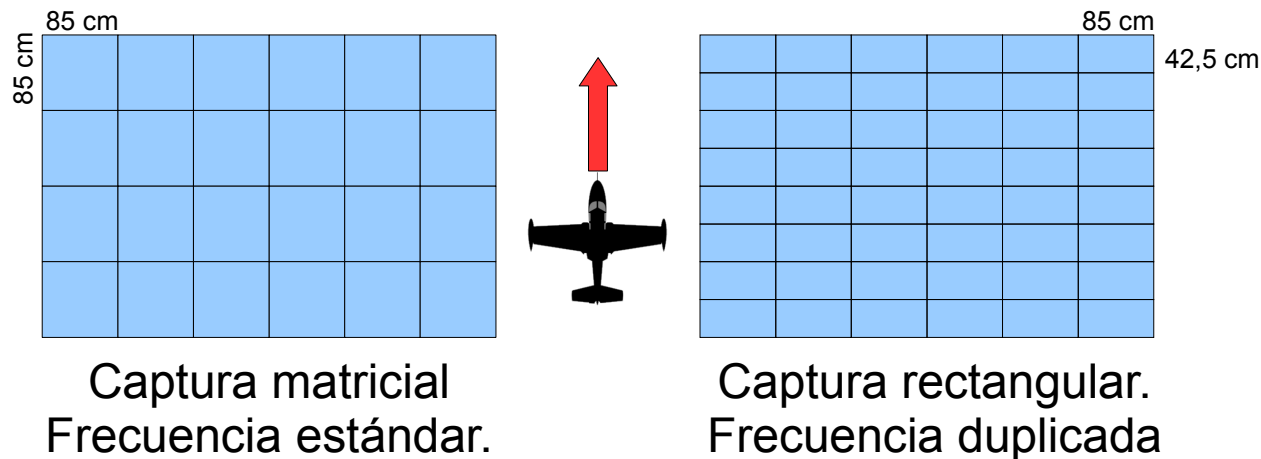 85 cm
85 cm
85 cm
42,5 cm
Captura matricial
Frecuencia estándar.
Captura rectangular.
Frecuencia duplicada